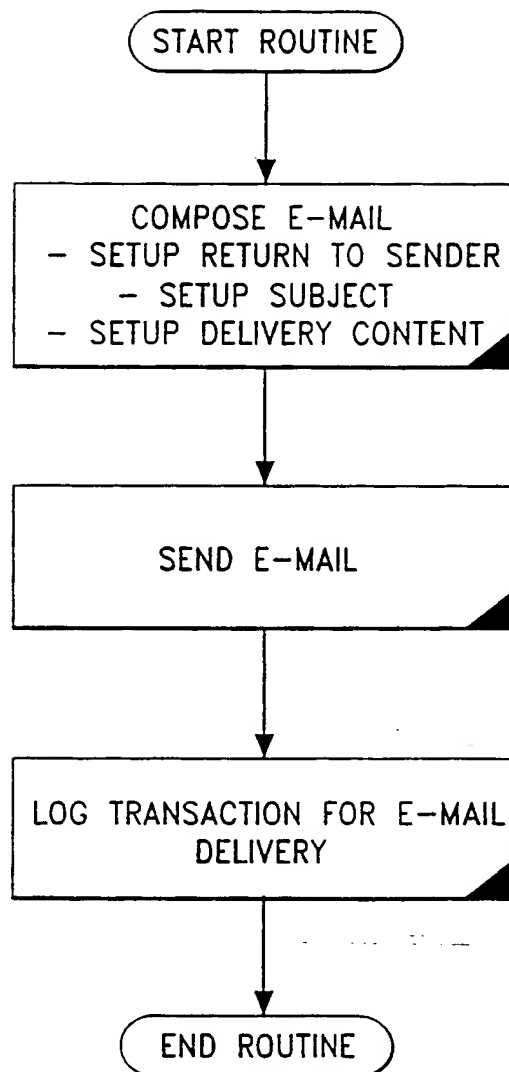 START ROUTINE
COMPOSE E-MAIL
- SETUP RETURN TO SENDER
- SETUP SUBJECT
- SETUP DELIVERY CONTENT
SEND E-MAIL
LOG TRANSACTION FOR E-MAIL
DELIVERY
END ROUTINE